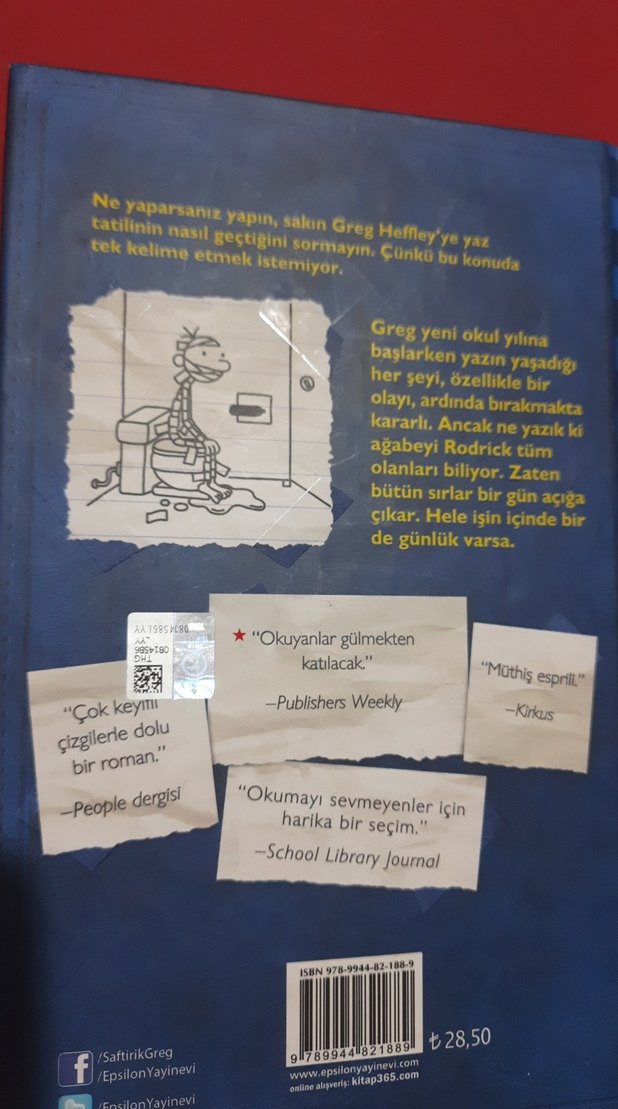 Ne yaparsanız yapın, sakın Greg Heffley'ye yaz
tatilinin nasıl geçtiğini sormayın. Çünkü bu konuda
tek kelime etmek istemiyor.
Greg yeni okul yılına
başlarken yazın yaşadığı
her şeyi, özellikle bir
olayı, ardında bırakmakta
kararlı. Ancak ne yazık ki
ağabeyi Rodrick tüm
olanları biliyor. Zaten
bütün sırlar bir gün açığa
çıkar. Hele işin içinde bir
de günlük varsa.
THG
0814586
LYY
0814586LYY
"Okuyanlar gülmekten
katılacak."
—Publishers Weekly
"Müthiş esprili."
—Kirkus
"Çok keyifli
çizgilerle dolu
bir roman."
—People dergisi
"Okumayı sevmeyenler için
harika bir seçim."
—School Library Journal
ISBN 978-9944-82-188-9
9 789944 821889
₺ 28,50
www.epsilonyayinevi.com
online alışveriş: kitap365.com
/SaftirikGreg
/EpsilonYayinevi
/EpsilonYayinevi